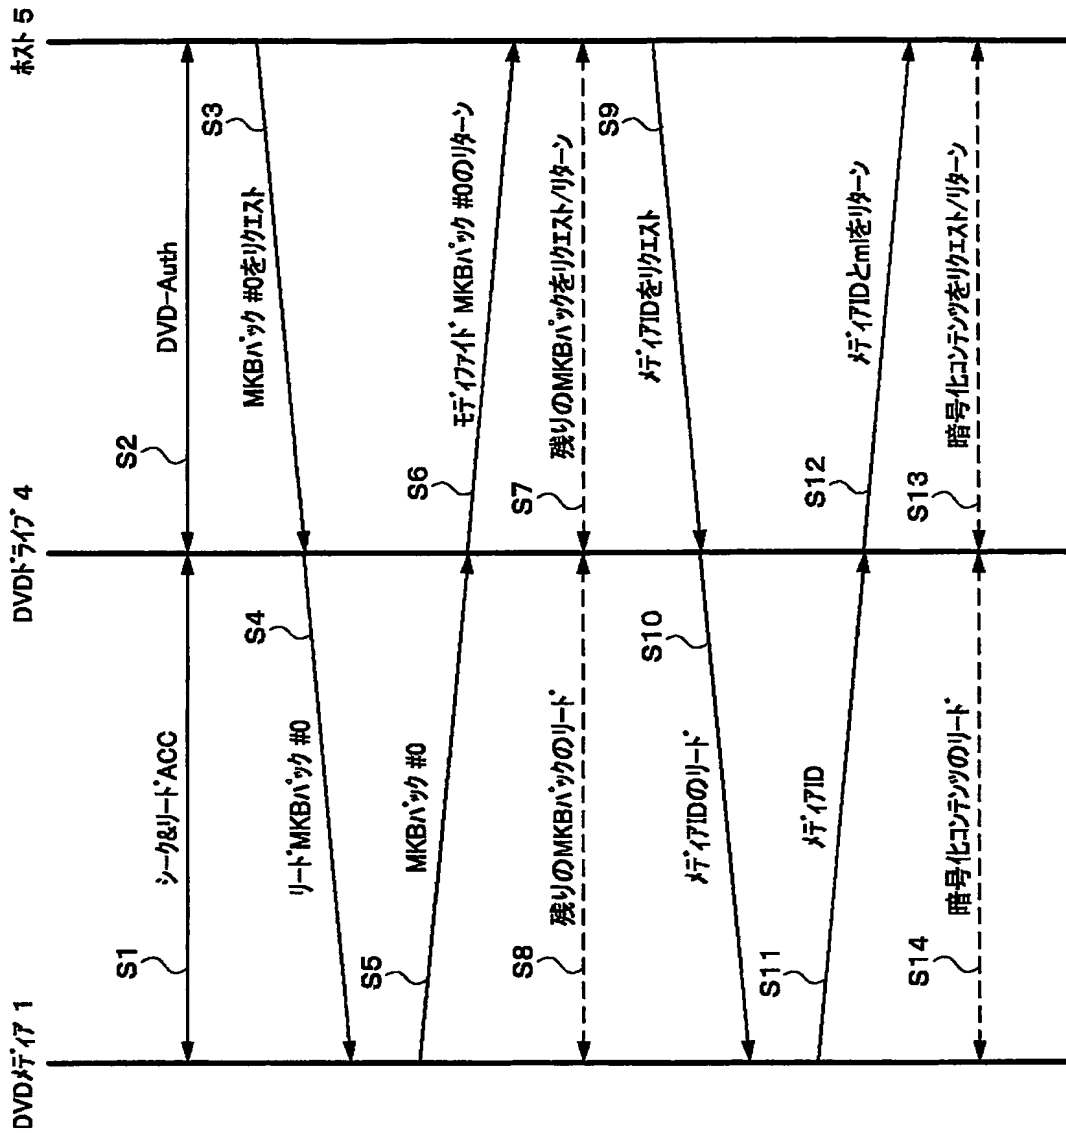 DVDメディア 1
DVDドライブ 4
ホスト 5
S1
シーク&リードACC
S2
DVD-Auth
S3
MKBパック #0をリクエスト
S4
リードMKBパック #0
S5
MKBパック #0
S6
モディファイド MKBパック #0のリターン
S7
残りのMKBパックをリクエスト/リターン
S8
残りのMKBパックのリード
S9
メディアIDをリクエスト
S10
メディアIDのリード
S11
メディアID
S12
メディアIDとmをリターン
S13
暗号化コンテンツをリクエスト/リターン
S14
暗号化コンテンツのリード